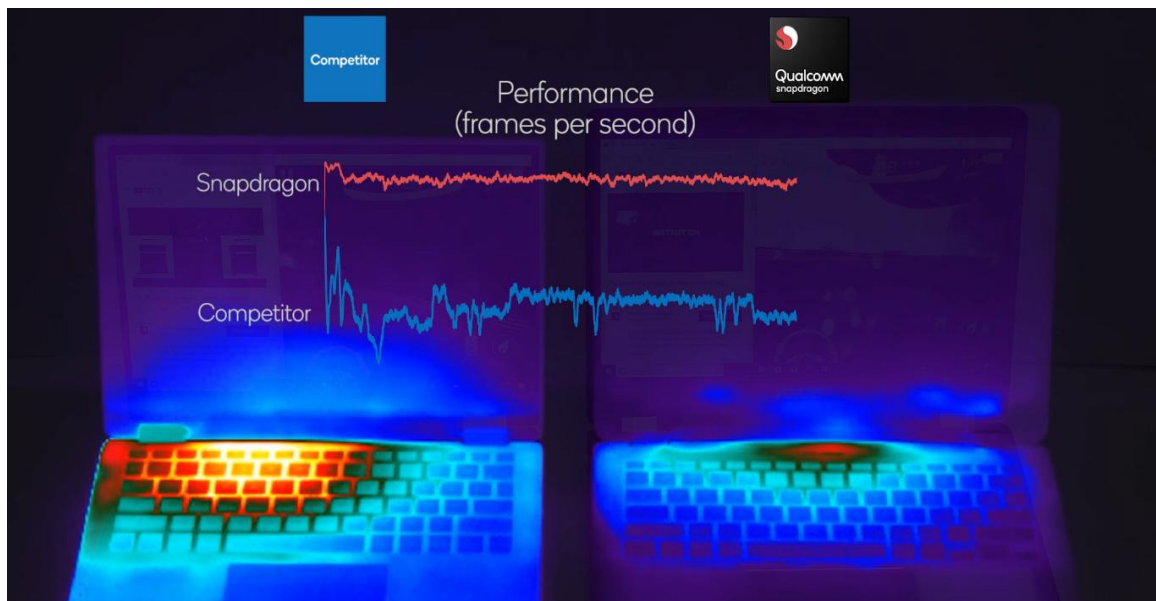 Competitor
Qualcomm
snapdragon
Performance
(frames per second)
Snapdragon
Competitor